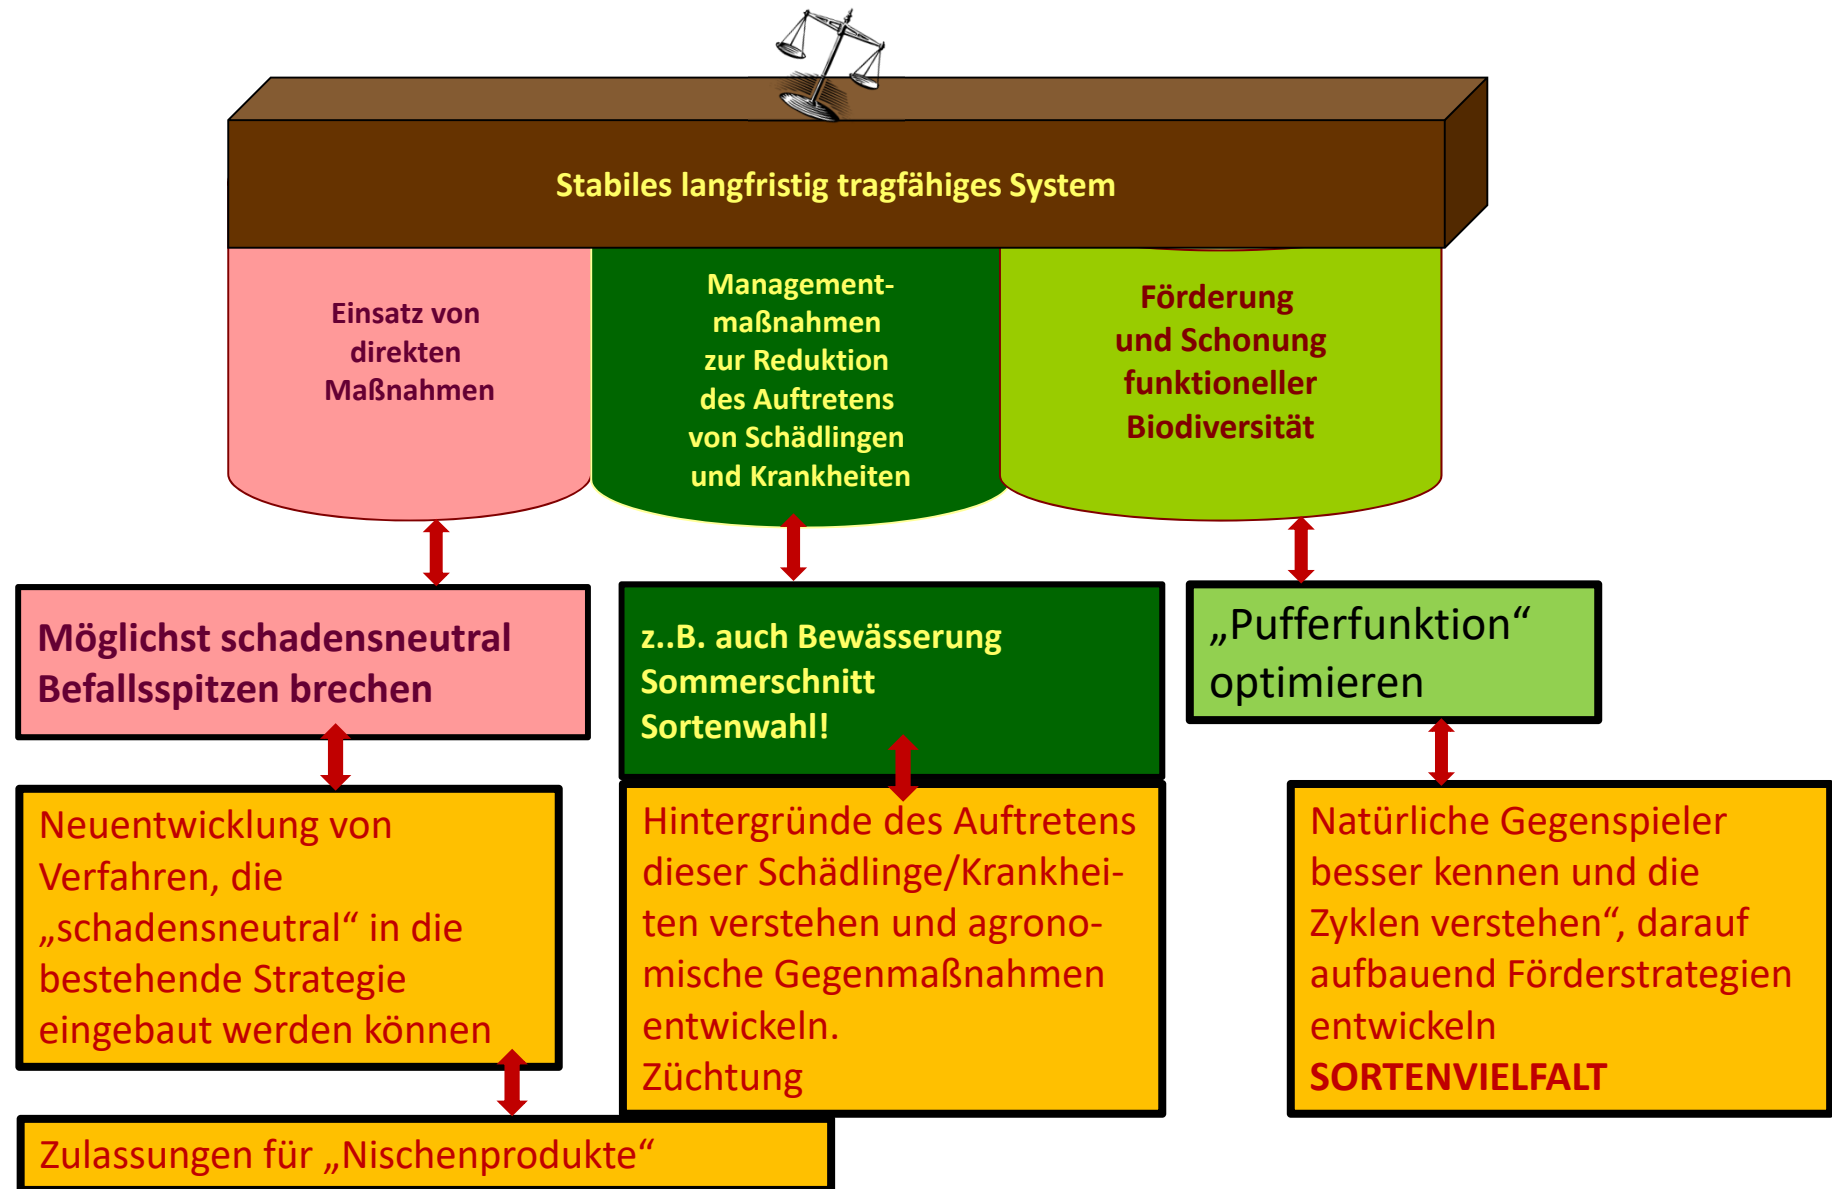 Stabiles langfristig tragfähiges System
Einsatz von
direkten
Maßnahmen
Management-
maßnahmen
zur Reduktion
des Auftretens
von Schädlingen
und Krankheiten
Förderung
und Schonung
funktioneller
Biodiversität
Möglichst schadensneutral
Befallsspitzen brechen
z..B. auch Bewässerung
Sommerschnitt
Sortenwahl!
„Pufferfunktion“
optimieren
Neuentwicklung von
Verfahren, die
„schadensneutral“ in die
bestehende Strategie
eingebaut werden können
Hintergründe des Auftretens
dieser Schädlinge/Krankhei-
ten verstehen und agrono-
mische Gegenmaßnahmen
entwickeln.
Züchtung
Natürliche Gegenspieler
besser kennen und die
Zyklen verstehen“, darauf
aufbauend Förderstrategien
entwickeln
SORTENVIELFALT
Zulassungen für „Nischenprodukte“